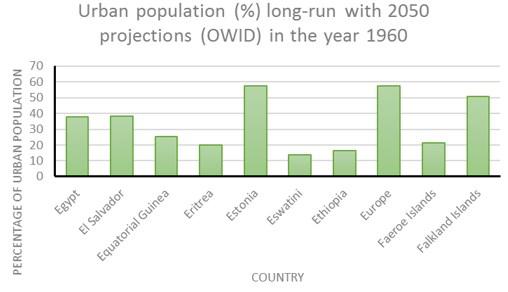 Urban population (%) long-run with 2050
projections (OWID) in the year 1960
PERCENTAGE OF URBAN POPULATION
70
60
50
40
30
20
10
0
Egypt
El Salvador
Equatorial Guinea
Eritrea
Estonia
Eswatini
Ethiopia
Europe
Faeroe Islands
Falkland Islands
COUNTRY